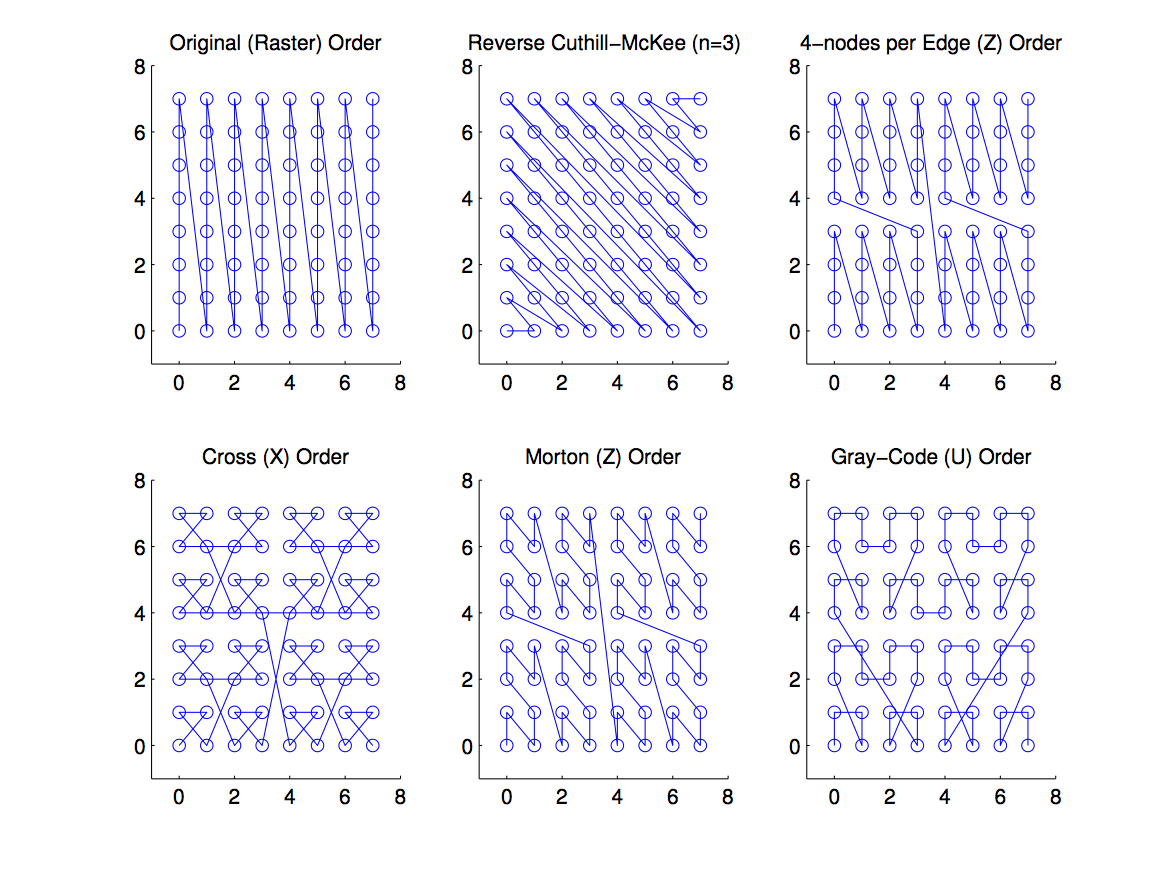 Original (Raster) Order
8
6
4
2
0
0 2 4 6 8
Reverse Cuthill−McKee (n=3)
8
6
4
2
0
0 2 4 6 8
4−nodes per Edge (Z) Order
8
6
4
2
0
0 2 4 6 8
Cross (X) Order
8
6
4
2
0
0 2 4 6 8
Morton (Z) Order
8
6
4
2
0
0 2 4 6 8
Gray−Code (U) Order
8
6
4
2
0
0 2 4 6 8